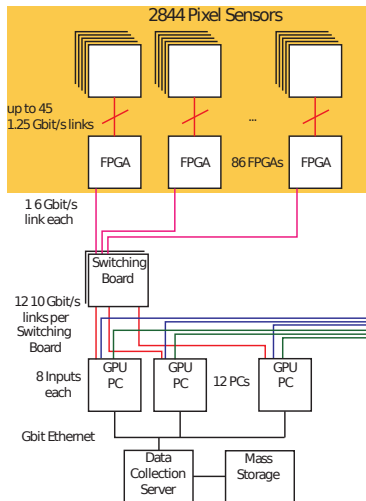 2844 Pixel Sensors
up to 45
1.25 Gbit/s links
...
FPGA
FPGA
86 FPGAs
FPGA
1 6 Gbit/s
link each
Switching
Board
12 10 Gbit/s
links per
Switching
Board
8 Inputs
each
GPU
PC
GPU
PC
12 PCs
GPU
PC
Gbit Ethernet
Data
Collection
Server
Mass
Storage